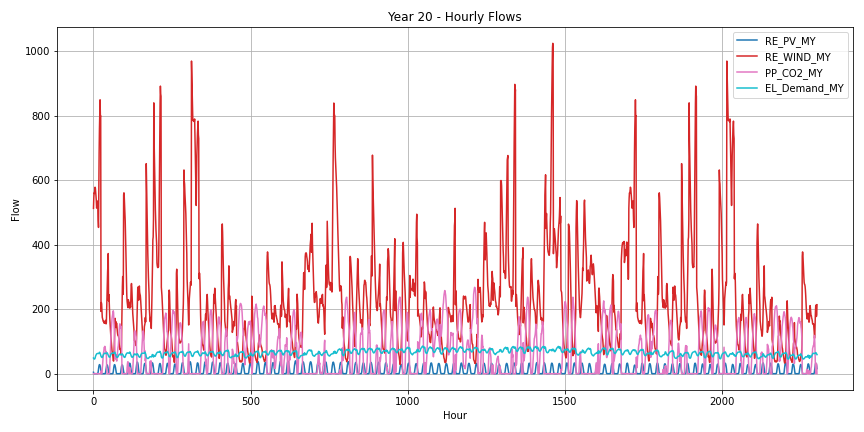 Year 20 - Hourly Flows
RE_PV_MY
RE_WIND_MY
PP_CO2_MY
EL_Demand_MY
1000
800
600
400
200
0
Flow
0
500
1000
1500
2000
Hour